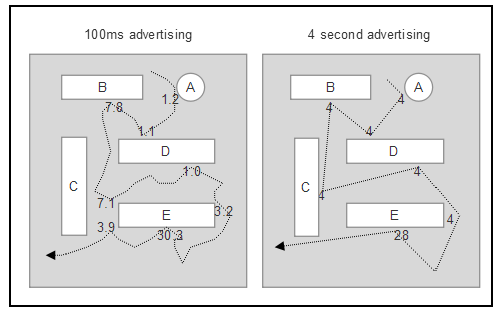 100ms advertising
4 second advertising
B
A
7.8
1.2
1.1
D
1.0
C
7.1
E
3.2
3.9
30.3
B
A
4
4
4
D
4
C
4
E
4
28